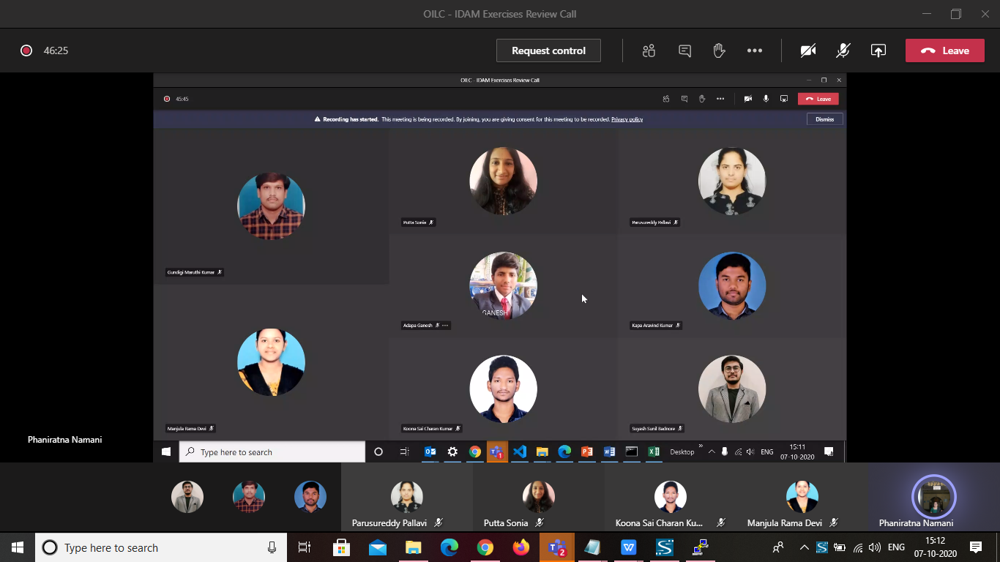 OILC - IDAM Exercises Review Call
46:25
Request control
Leave
OILC - IDAM Exercises Review Call
45:45
Leave
Recording has started. This meeting is being recorded. By joining, you are giving consent for this meeting to be recorded. Privacy policy
Dismiss
Putta Sonia
Parusureddy Pallavi
Gundigi Maruthi Kumar
GANESH
Adapa Ganesh
Kapa Aravind Kumar
Manjula Rama Devi
Koona Sai Charan Kumar
Suyash Sunil Badnore
Phaniratna Namani
Type here to search
Desktop
ENG
15:11
07-10-2020
Parusureddy Pallavi
Putta Sonia
Koona Sai Charan Ku...
Manjula Rama Devi
Phaniratna Namani
Type here to search
2
ENG
15:12
07-10-2020